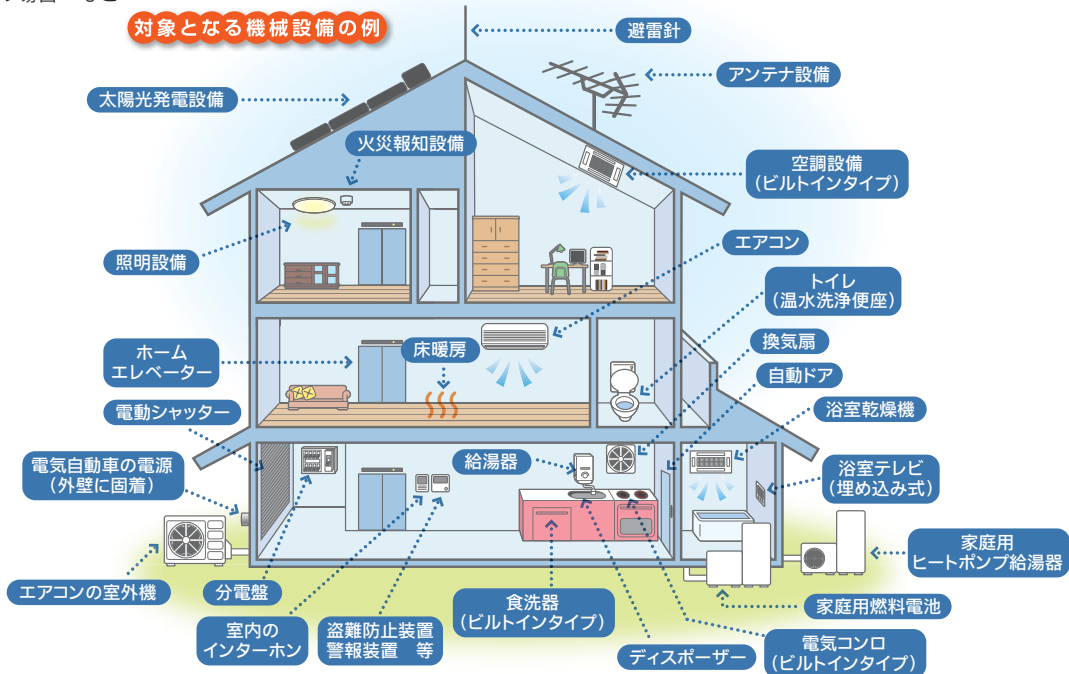 対象となる機械設備の例
避雷針
アンテナ設備
太陽光発電設備
火災報知設備
空調設備
(ビルトインタイプ)
エアコン
照明設備
トイレ
(温水洗浄便座)
換気扇
ホーム
エレベーター
床暖房
自動ドア
電動シャッター
浴室乾燥機
電気自動車の電源
(外壁に固着)
給湯器
浴室テレビ
(埋め込み式)
家庭用
ヒートポンプ給湯器
エアコンの室外機
分電盤
食洗器
(ビルトインタイプ)
家庭用燃料電池
室内の
インターホン
盗難防止装置
警報装置 等
ディスポーザー
電気コンロ
(ビルトインタイプ)